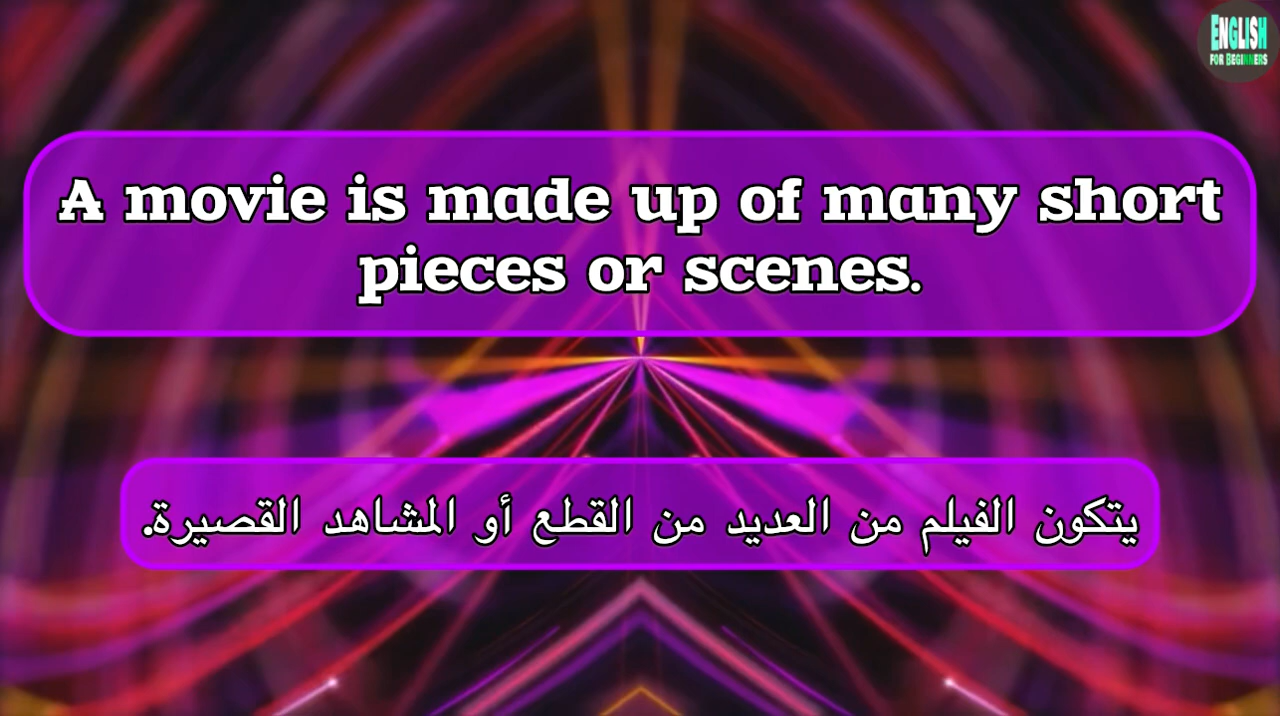 ENGLISH
FOR BEGINNERS
A movie is made up of many short
pieces or scenes.
يتكون الفيلم من العديد من القطع أو المشاهد القصيرة.